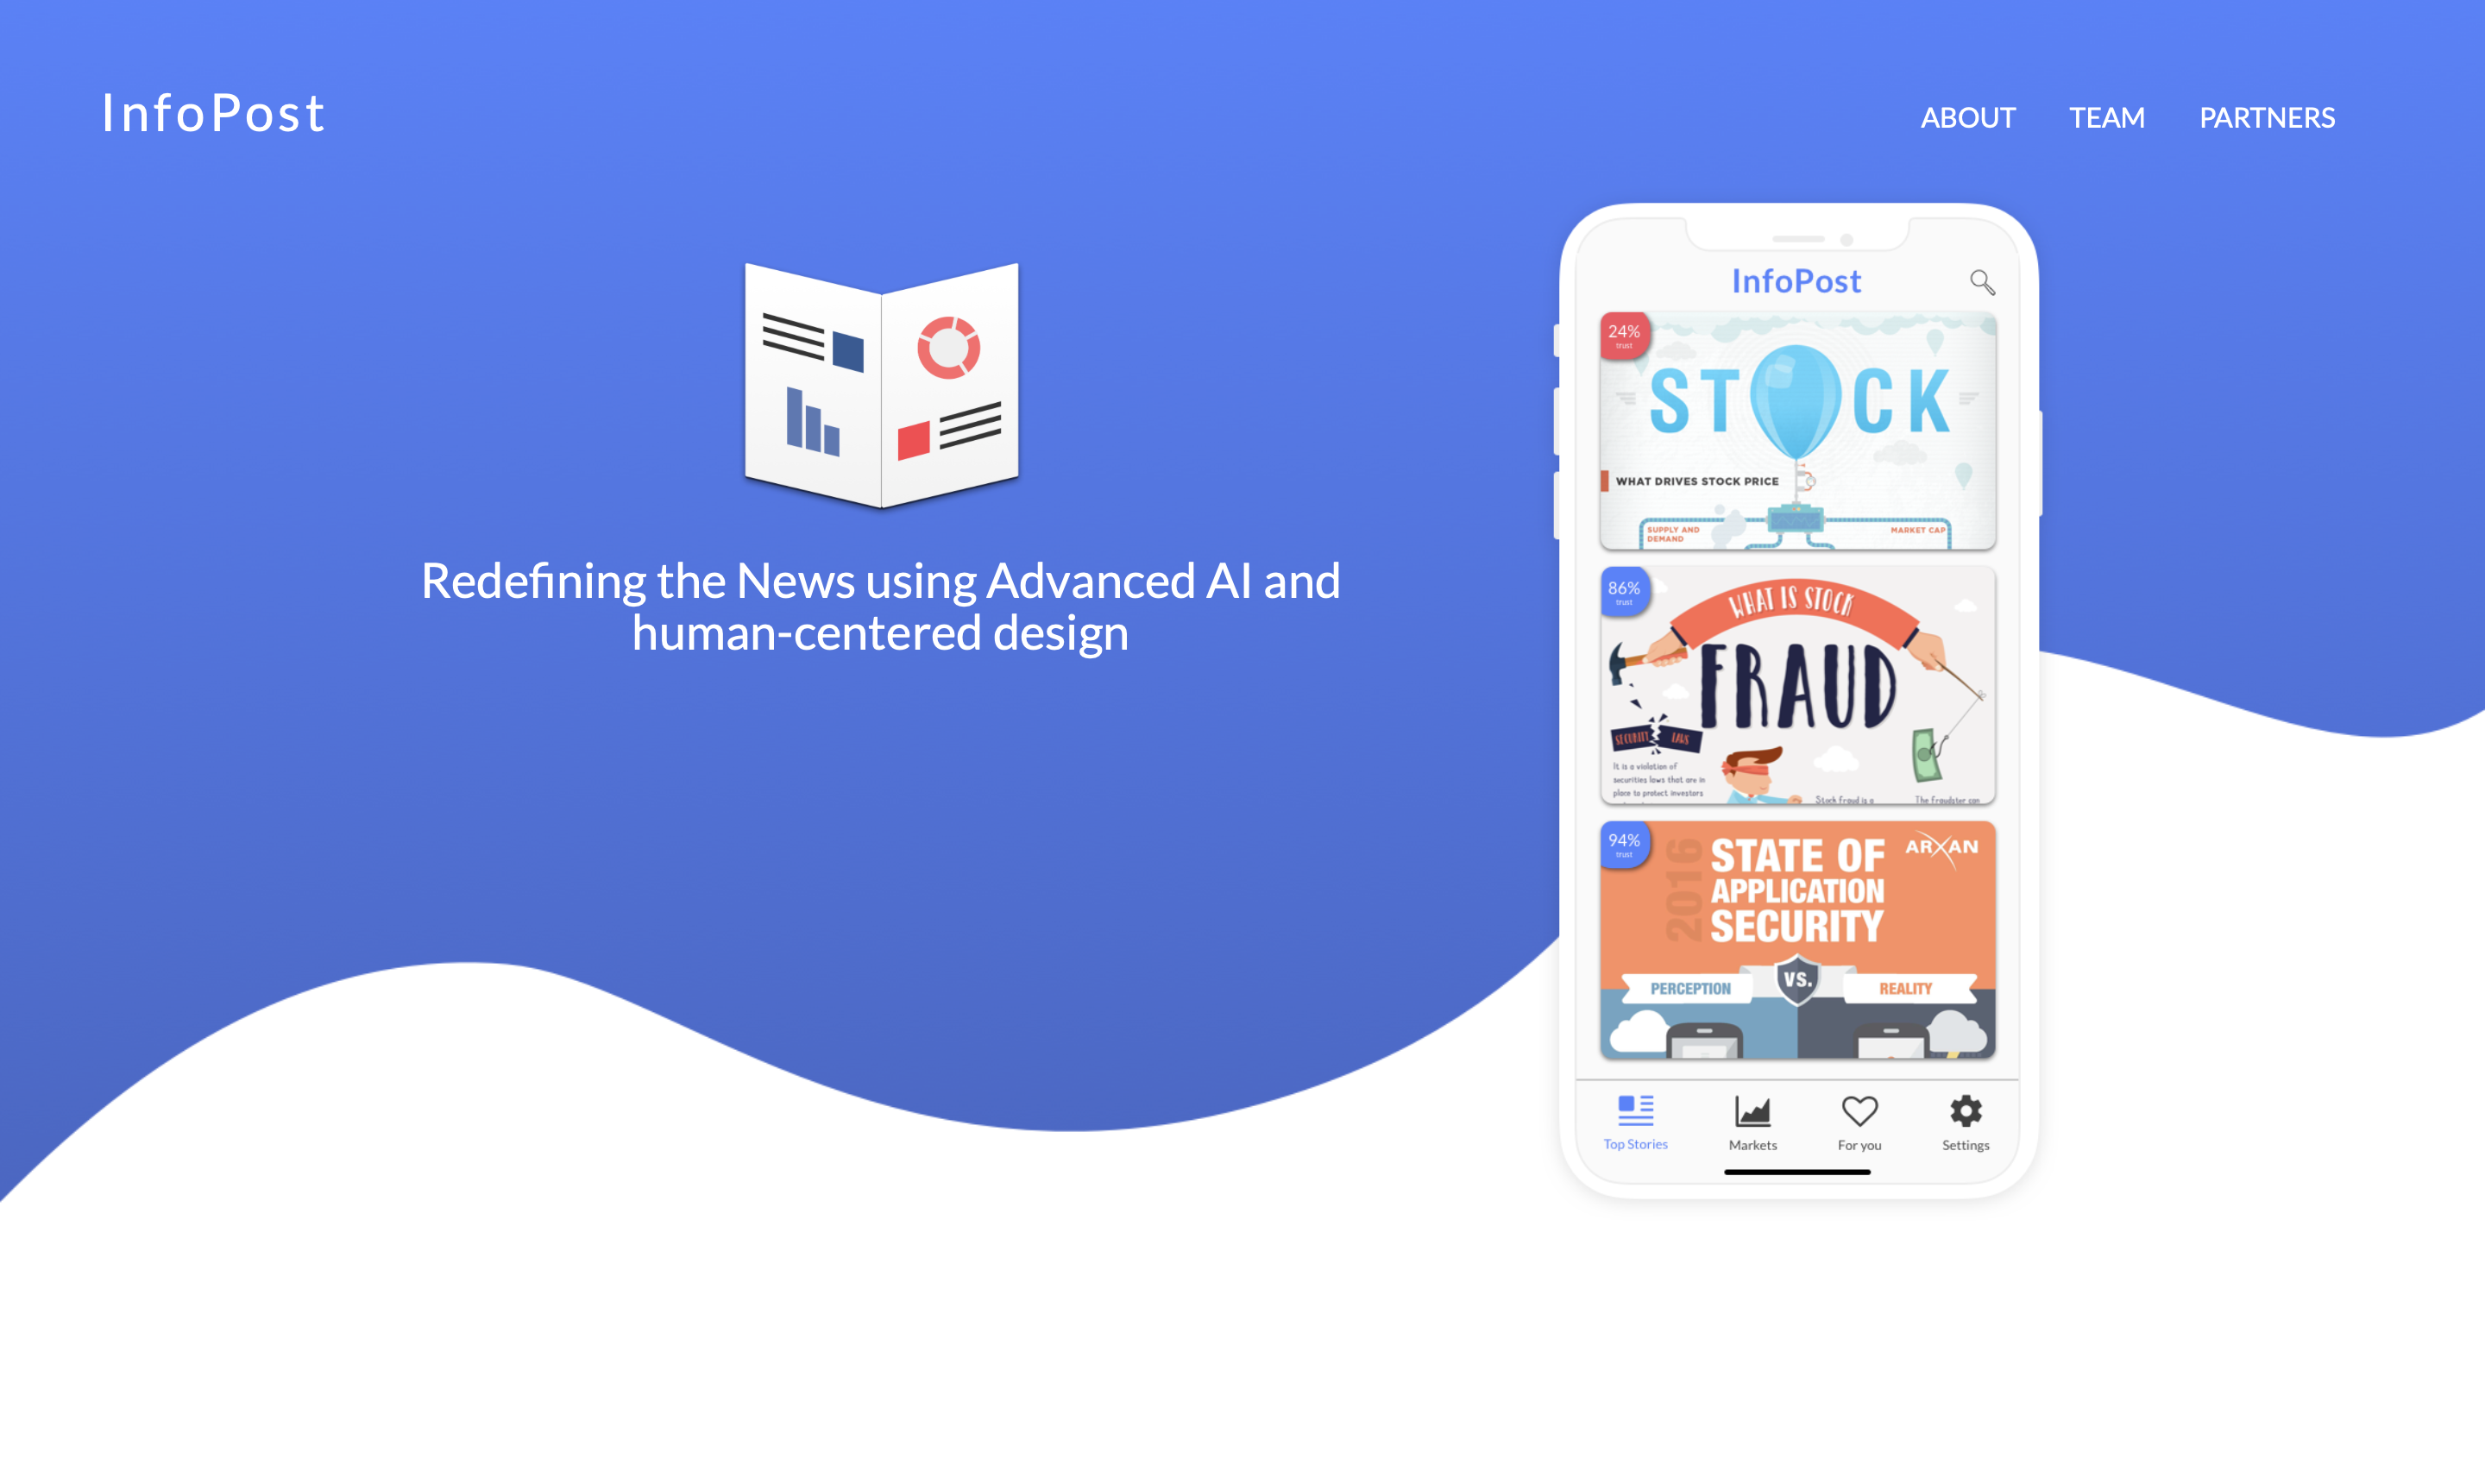 InfoPost
ABOUT TEAM PARTNERS
Redefining the News using Advanced AI and
human-centered design
InfoPost
24%
trust
STOCK
WHAT DRIVES STOCK PRICE
SUPPLY AND
DEMAND
MARKET CAP
86%
trust
WHAT IS STOCK
FRAUD
SECURITY LAWS
It is a violation of
securities laws that are in
place to protect investors
Stock fraud is a
The fraudster can
94%
trust
2016
STATE OF
APPLICATION
SECURITY
ARXAN
PERCEPTION
VS.
REALITY
Top Stories Markets For you Settings